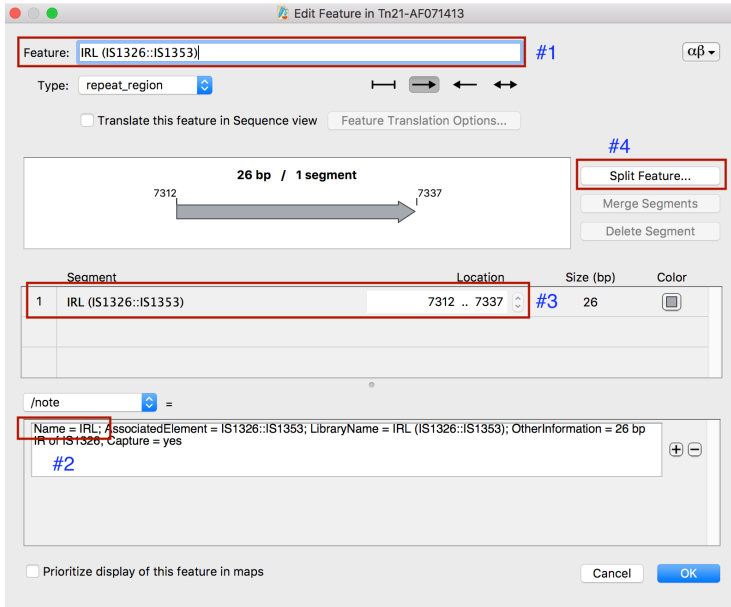 Edit Feature in Tn21-AF071413
Feature: IRL (IS1326::IS1353) #1 αβ
Type: repeat_region
Translate this feature in Sequence view Feature Translation Options...
#4
26 bp / 1 segment
Split Feature...
7312 7337
Merge Segments
Delete Segment
Segment Location Size (bp) Color
1 IRL (IS1326::IS1353) 7312 .. 7337 #3 26
/note =
Name = IRL; AssociatedElement = IS1326::IS1353; LibraryName = IRL (IS1326::IS1353); OtherInformation = 26 bp
IR of IS1326; Capture = yes
#2
Prioritize display of this feature in maps
Cancel OK